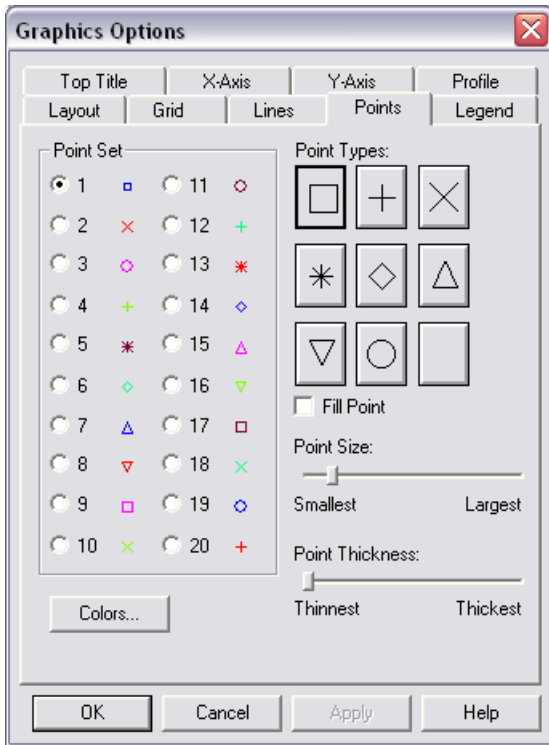 Graphics Options
Top Title X-Axis Y-Axis Profile
Layout Grid Lines Points Legend
Point Set
1 11
2 12
3 13
4 14
5 15
6 16
7 17
8 18
9 19
10 20
Colors...
Point Types:
Fill Point
Point Size:
Smallest Largest
Point Thickness:
Thinnest Thickest
OK Cancel Apply Help